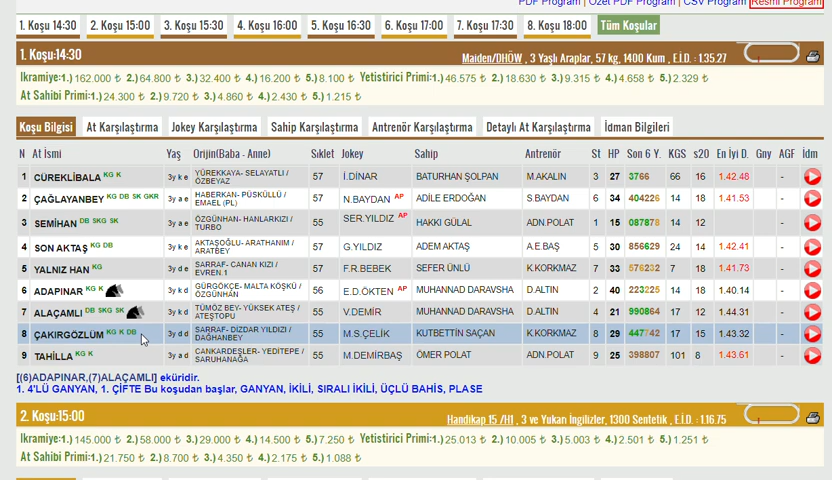 PDF Program | Özet PDF Program | CSV Program Resmi Program
1. Koşu 14:30 2. Koşu 15:00 3. Koşu 15:30 4. Koşu 16:00 5. Koşu 16:30 6. Koşu 17:00 7. Koşu 17:30 8. Koşu 18:00 Tüm Koşular
1. Koşu:14:30 Maiden/DHÖW , 3 Yaşlı Araplar, 57 kg, 1400 Kum , E.İ.D. : 1.35.27
Ikramiye:1.) 162.000 ₺ 2.) 64.800 ₺ 3.) 32.400 ₺ 4.) 16.200 ₺ 5.) 8.100 ₺ Yetistirici Primi:1.) 46.575 ₺ 2.) 18.630 ₺ 3.) 9.315 ₺ 4.) 4.658 ₺ 5.) 2.329 ₺
At Sahibi Primi:1.) 24.300 ₺ 2.) 9.720 ₺ 3.) 4.860 ₺ 4.) 2.430 ₺ 5.) 1.215 ₺
Koşu Bilgisi At Karşılaştırma Jokey Karşılaştırma Sahip Karşılaştırma Antrenör Karşılaştırma Detaylı At Karşılaştırma İdman Bilgileri
N At İsmi Yaş Orijin(Baba - Anne) Sıklet Jokey Sahip Antrenör St HP Son 6 Y. KGS s20 En İyi D. Gny AGF İdm
1 CÜREKLİBALA KG K 3y k e YÜREKKAYA- SELAYATLI / ÖZBEYAZ 57 İ.DİNAR BATURHAN ŞOLPAN M.AKALIN 3 27 3766 66 16 1.42.48 -
2 ÇAĞLAYANBEY KG DB SK GKR 3y a e HABERKAN- PÜSKÜLLÜ / EMAEL (PL) 57 N.BAYDAN AP ADİLE ERDOĞAN S.BAYDAN 6 34 404226 14 18 1.41.53 -
3 SEMİHAN DB SKG SK 3y a e ÖZGÜNHAN- HANLARKIZI / TURBO 55 SER.YILDIZ AP HAKKI GÜLAL ADN.POLAT 1 15 087878 14 12 -
4 SON AKTAŞ KG DB 3y k e AKTAŞOĞLU- ARATHANIM / ARATBEY 57 G.YILDIZ ADEM AKTAŞ A.E.BAŞ 5 30 856629 24 14 1.42.41 -
5 YALNIZ HAN KG 3y d e SARRAF- CANAN KIZI / EVREN.1 57 F.R.BEBEK SEFER ÜNLÜ K.KORKMAZ 7 33 576232 7 18 1.41.73 -
6 ADAPINAR KG K 3y k d GÜRGÖKÇE- MALTA KÖŞKÜ / ÖZGÜNHAN 56 E.D.ÖKTEN AP MUHANNAD DARAVSHA D.ALTIN 2 40 223225 14 18 1.40.14 -
7 ALAÇAMLI DB SKG SK 3y k d TÜMÖZ BEY- YÜKSEK ATEŞ / ATEŞTOPU 55 V.DEMİR MUHANNAD DARAVSHA D.ALTIN 4 21 990864 17 12 1.44.31 -
8 ÇAKIRGÖZLÜM KG K DB 3y d d SARRAF- DIZDAR YILDIZI / DAĞHANBEY 55 M.S.ÇELİK KUTBETTİN SAÇAN K.KORKMAZ 8 29 447742 17 15 1.43.32 -
9 TAHİLLA KG K 3y a d CANKARDEŞLER- YEDİTEPE / SARUHANAĞA 55 M.DEMİRBAŞ ÖMER POLAT ADN.POLAT 9 25 398807 101 8 1.43.61 -
[(6)ADAPINAR,(7)ALAÇAMLI] eküridir.
1. 4'LÜ GANYAN, 1. ÇİFTE Bu koşudan başlar, GANYAN, İKİLİ, SIRALI İKİLİ, ÜÇLÜ BAHİS, PLASE
2. Koşu:15:00 Handikap 15 /H1 , 3 ve Yukarı İngilizler, 1300 Sentetik , E.İ.D. : 1.16.75
Ikramiye:1.) 145.000 ₺ 2.) 58.000 ₺ 3.) 29.000 ₺ 4.) 14.500 ₺ 5.) 7.250 ₺ Yetistirici Primi:1.) 25.013 ₺ 2.) 10.005 ₺ 3.) 5.003 ₺ 4.) 2.501 ₺ 5.) 1.251 ₺
At Sahibi Primi:1.) 21.750 ₺ 2.) 8.700 ₺ 3.) 4.350 ₺ 4.) 2.175 ₺ 5.) 1.088 ₺